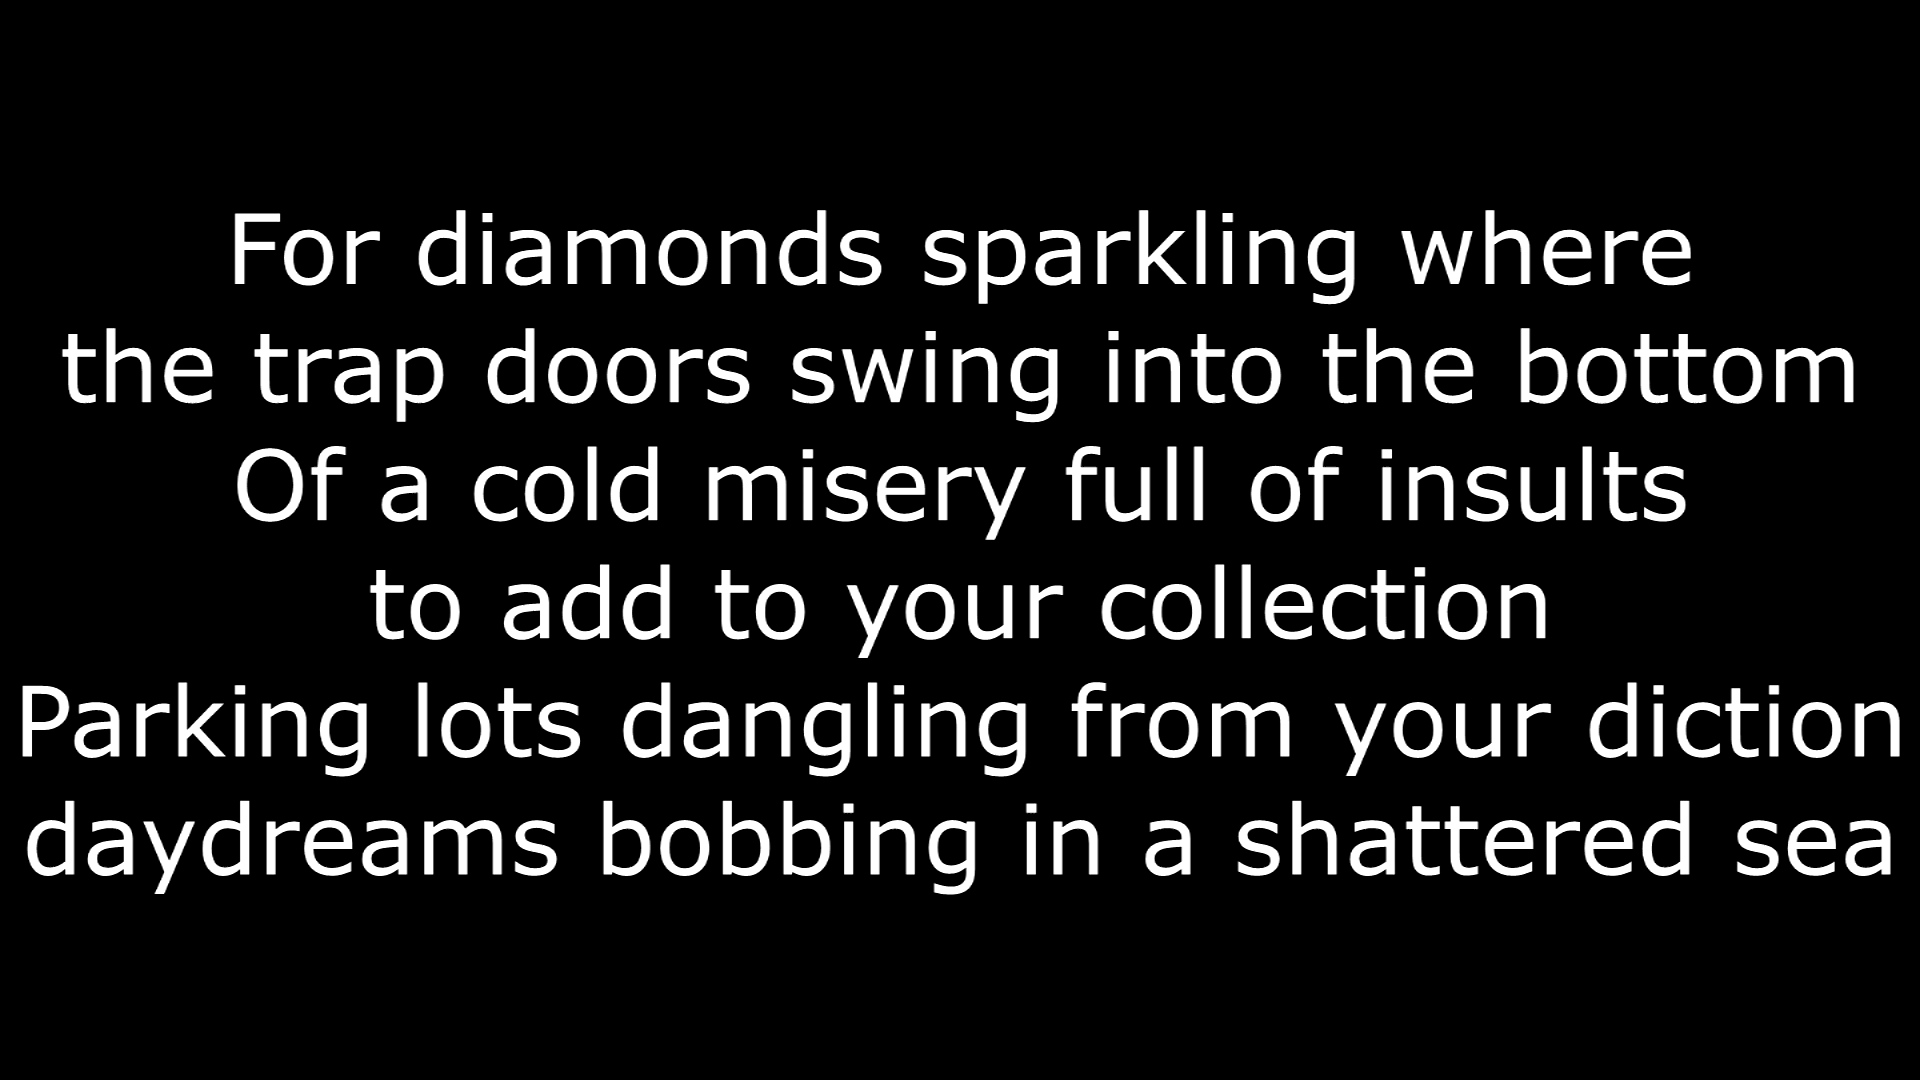 For diamonds sparkling where
the trap doors swing into the bottom
Of a cold misery full of insults
to add to your collection
Parking lots dangling from your diction
daydreams bobbing in a shattered sea